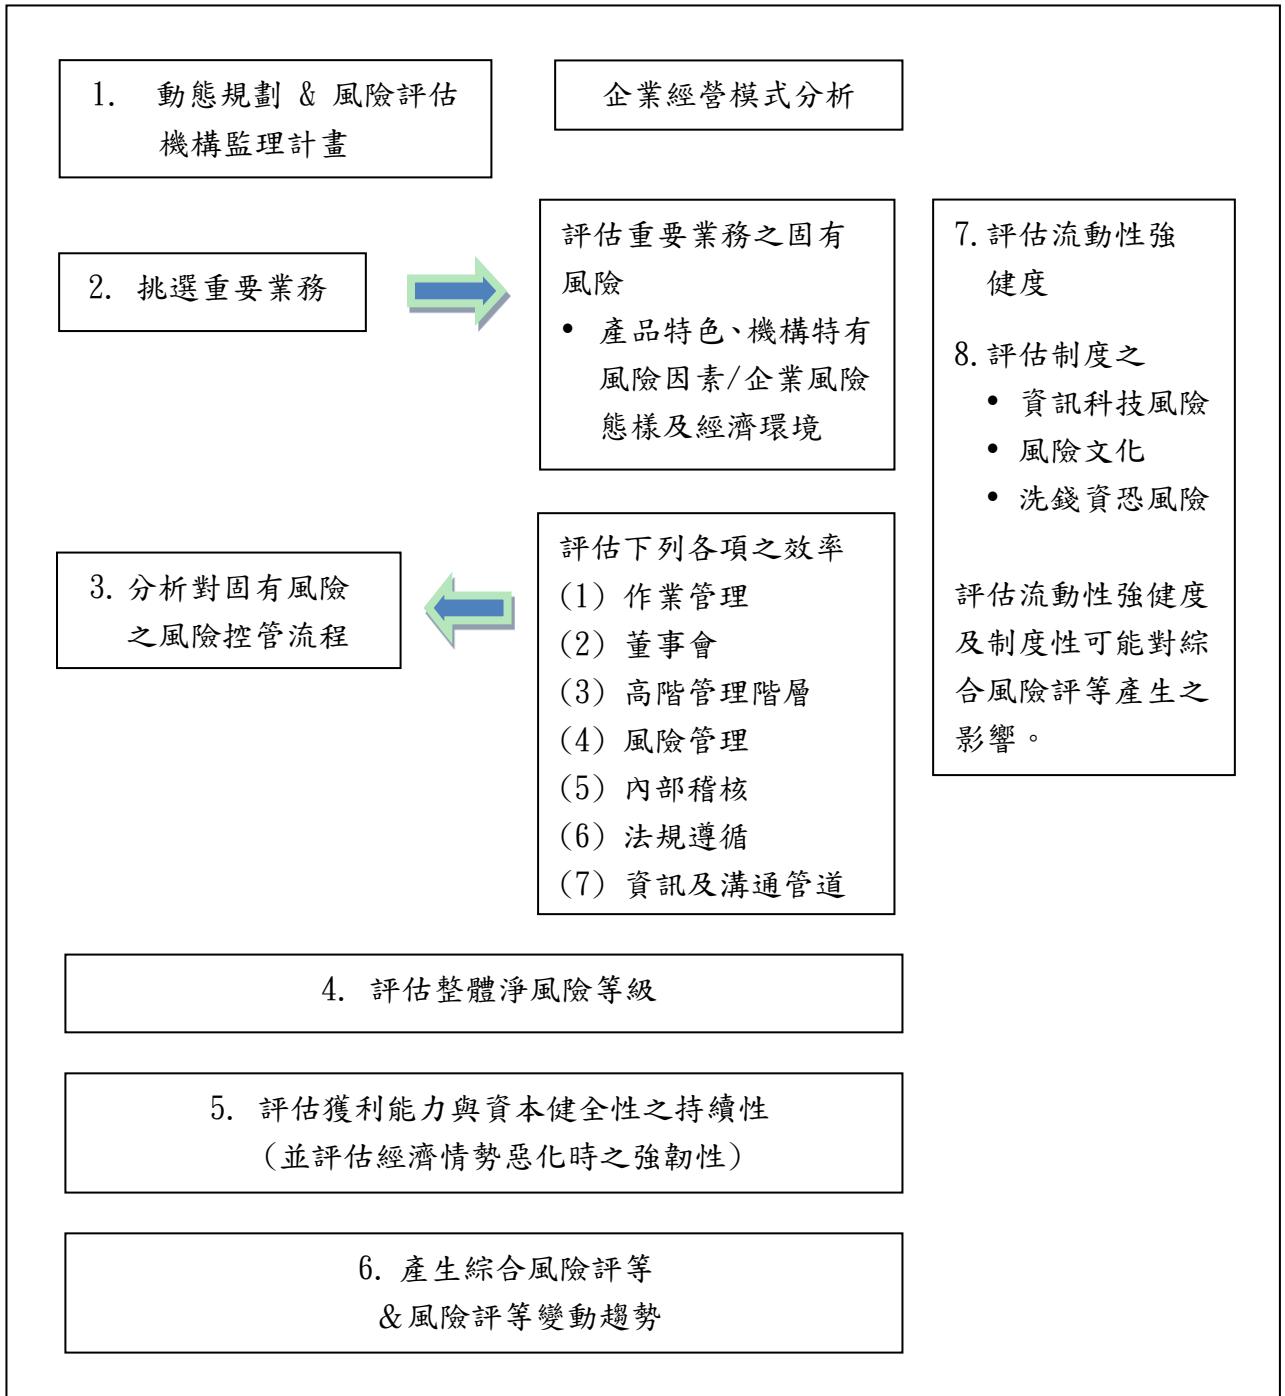 1. 動態規劃 & 風險評估
機構監理計畫
企業經營模式分析
2. 挑選重要業務
評估重要業務之固有
風險
• 產品特色、機構特有
風險因素/企業風險
態樣及經濟環境
3. 分析對固有風險
之風險控管流程
評估下列各項之效率
(1) 作業管理
(2) 董事會
(3) 高階管理階層
(4) 風險管理
(5) 內部稽核
(6) 法規遵循
(7) 資訊及溝通管道
7. 評估流動性強
健度
8. 評估制度之
• 資訊科技風險
• 風險文化
• 洗錢資恐風險
評估流動性強健度
及制度性可能對綜
合風險評等產生之
影響。
4. 評估整體淨風險等級
5. 評估獲利能力與資本健全性之持續性
(並評估經濟情勢惡化時之強韌性)
6. 產生綜合風險評等
&風險評等變動趨勢